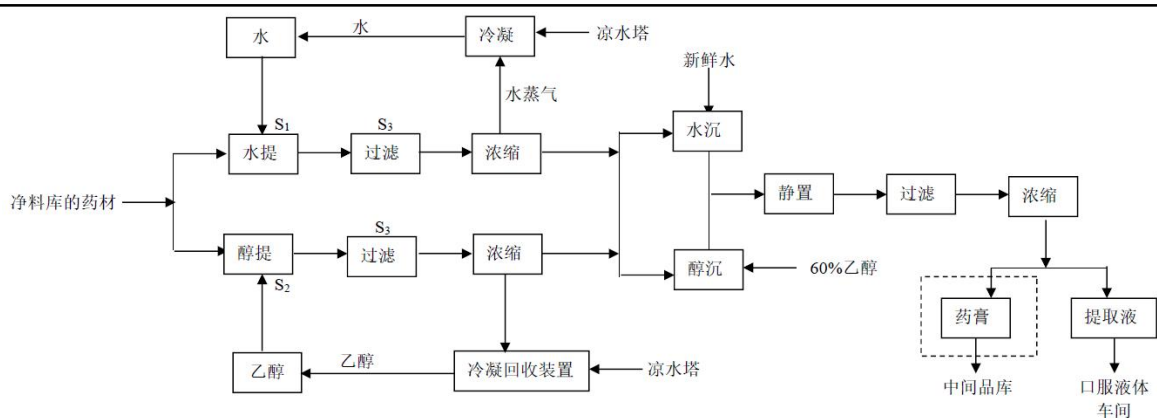 水
水
冷凝
凉水塔
新鲜水
水蒸气
S1
S3
水提
过滤
浓缩
水沉
净料库的药材
静置
过滤
浓缩
S3
醇提
过滤
浓缩
醇沉
60%乙醇
S2
药膏
提取液
乙醇
乙醇
冷凝回收装置
凉水塔
中间品库
口服液体
车间